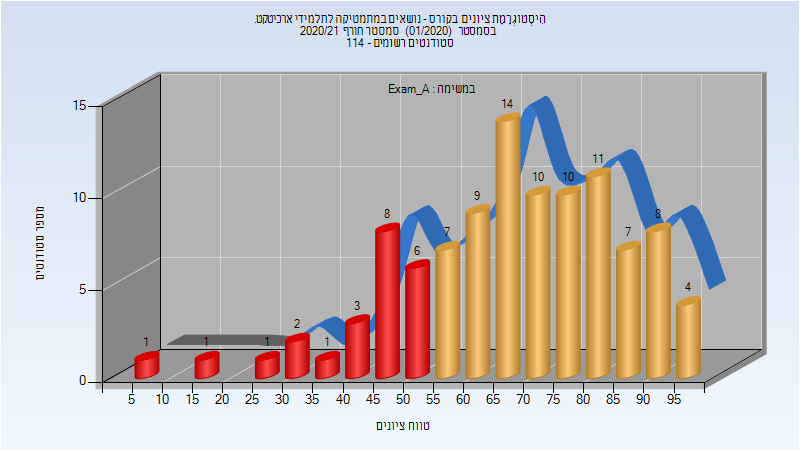 היסטוגרמת ציונים בקורס - נושאים במתמטיקה לתלמידי ארכיטקט.
בסמסטר (01/2020) סמסטר חורף 2020/21
סטודנטים רשומים - 114
במשימה : Exam_A
15
10
5
0
מספר סטודנטים
1 1 1 2 1 3 8 6 7 9 14 10 10 11 7 8 4
5 10 15 20 25 30 35 40 45 50 55 60 65 70 75 80 85 90 95
טווח ציונים